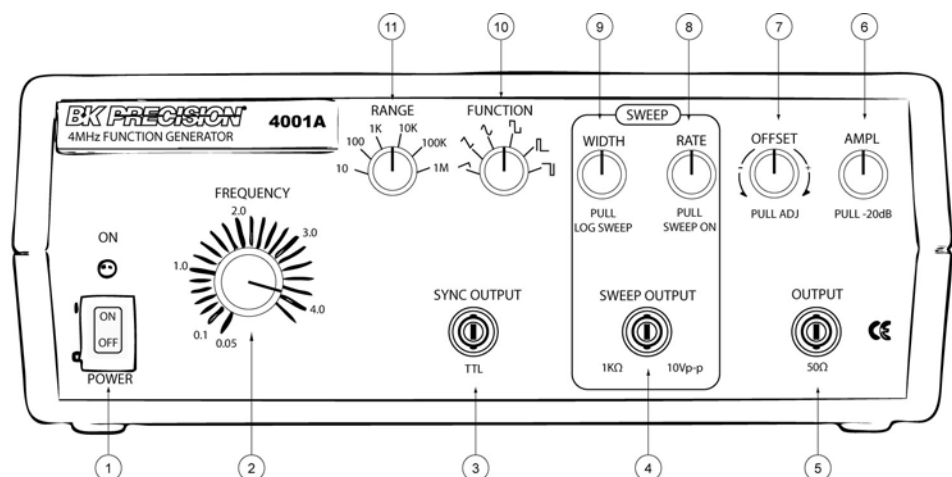 11 10 9 8 7 6
BK PRECISION® 4001A
4MHz FUNCTION GENERATOR
RANGE
10 100 1K 10K 100K 1M
FUNCTION
SWEEP
WIDTH
PULL
LOG SWEEP
RATE
PULL
SWEEP ON
OFFSET
- +
PULL ADJ
AMPL
PULL -20dB
ON
ON
OFF
POWER
FREQUENCY
0.05 0.1 1.0 2.0 3.0 4.0
SYNC OUTPUT
TTL
SWEEP OUTPUT
1KΩ 10Vp-p
OUTPUT
50Ω
CE
1 2 3 4 5